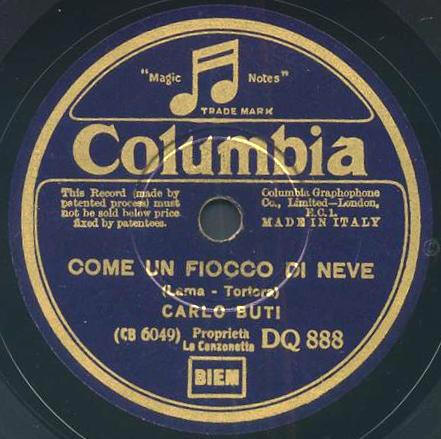 "Magic Notes"
TRADE MARK
Columbia
This Record (made by
patented process) must
not be sold below price
fixed by patentees.
Columbia Graphophone
Co., Limited—London,
E.C.1.
MADE IN ITALY
COME UN FIOCCO DI NEVE
(Lama - Tortora)
CARLO BUTI
(CB 6049) Proprietà La Canzonetta DQ 888
BIEM